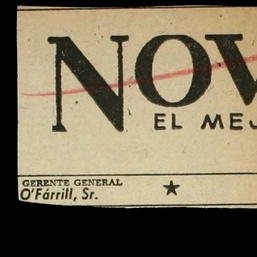 NOV
EL MEJ
GERENTE GENERAL
O'Fárrill, Sr.